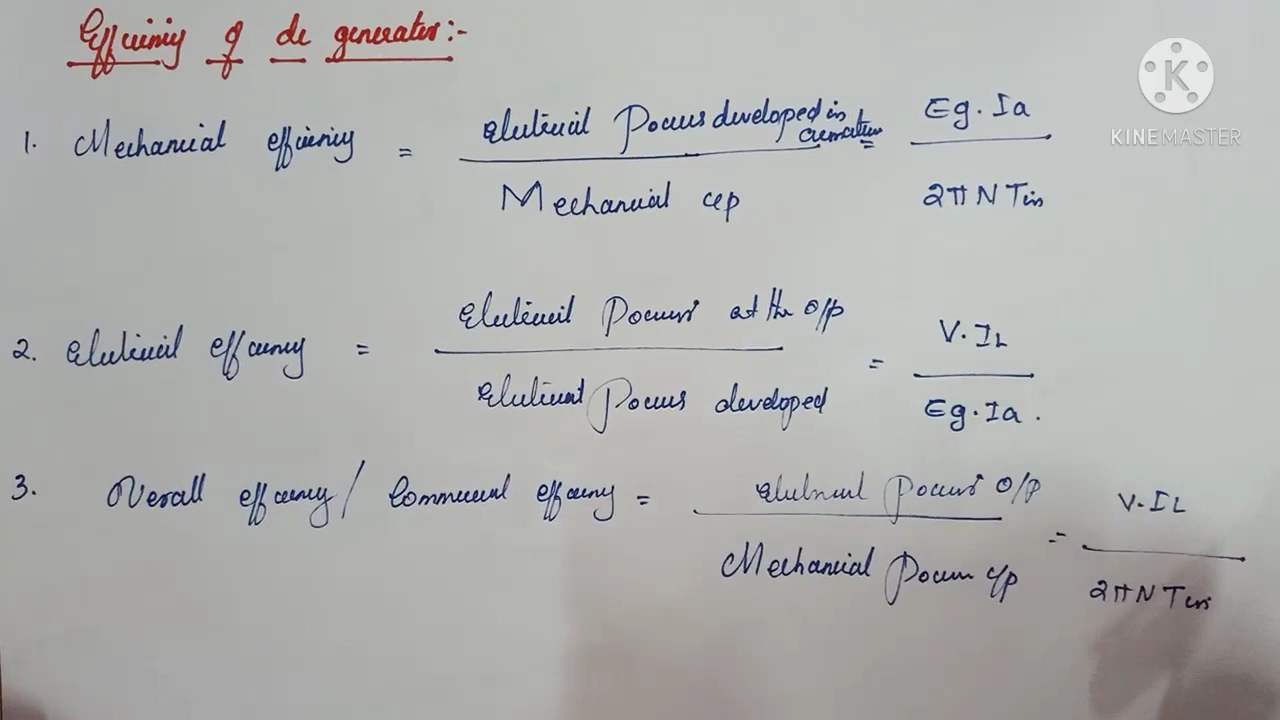 Efficiency of dc generator:-
KINEMASTER
1. Mechanical efficiency = Electrical Power developed in armature / Mechanical i/p = Eg. Ia / 2πNTin
2. Electrical efficiency = Electrical Power at the o/p / Electrical Power developed = V.IL / Eg.Ia.
3. Overall efficiency / Commercial efficiency = Electrical Power o/p / Mechanical Power i/p = V.IL / 2πNTin